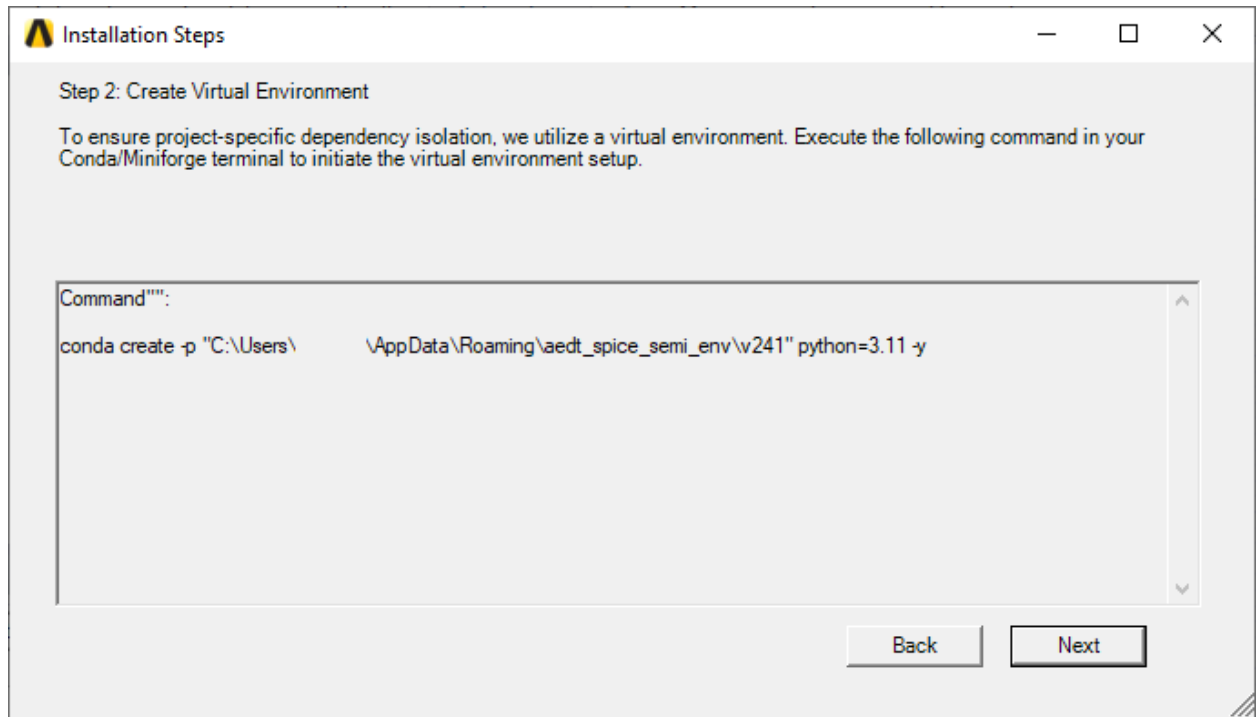 Installation Steps
Step 2: Create Virtual Environment
To ensure project-specific dependency isolation, we utilize a virtual environment. Execute the following command in your
Conda/Miniforge terminal to initiate the virtual environment setup.
Command"":
conda create -p "C:\Users\ \AppData\Roaming\aedt_spice_semi_env\v241" python=3.11 -y
Back
Next